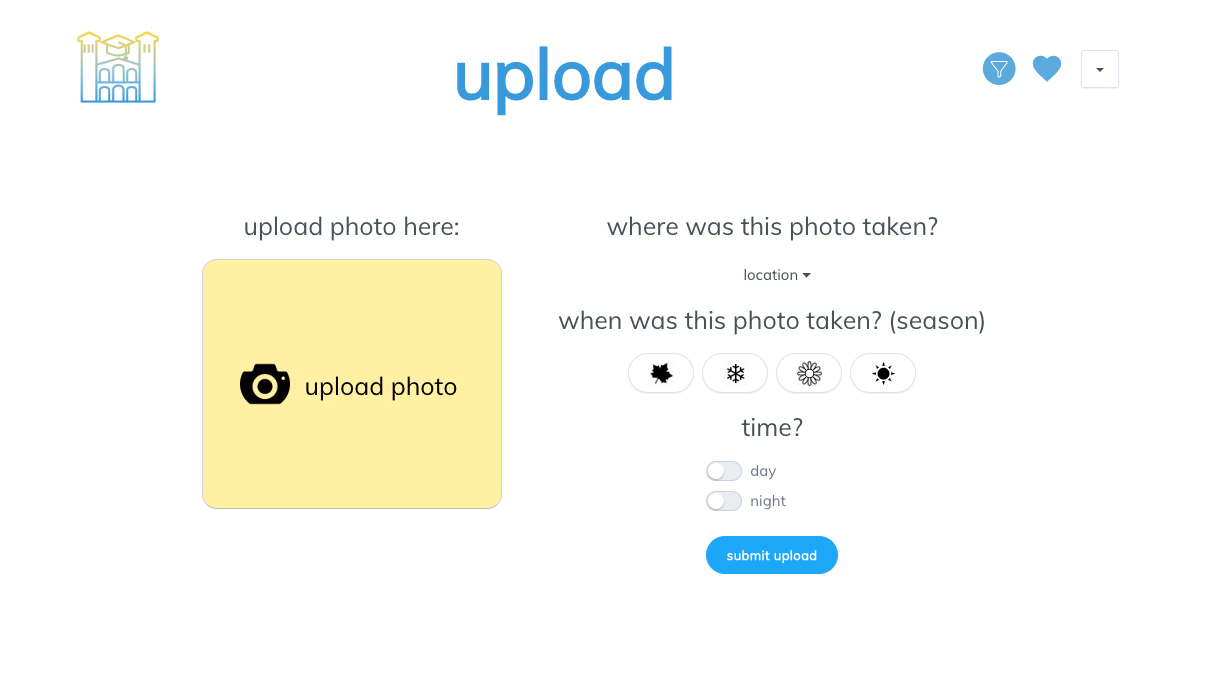 upload
upload photo here:
upload photo
where was this photo taken?
location
when was this photo taken? (season)
time?
day
night
submit upload